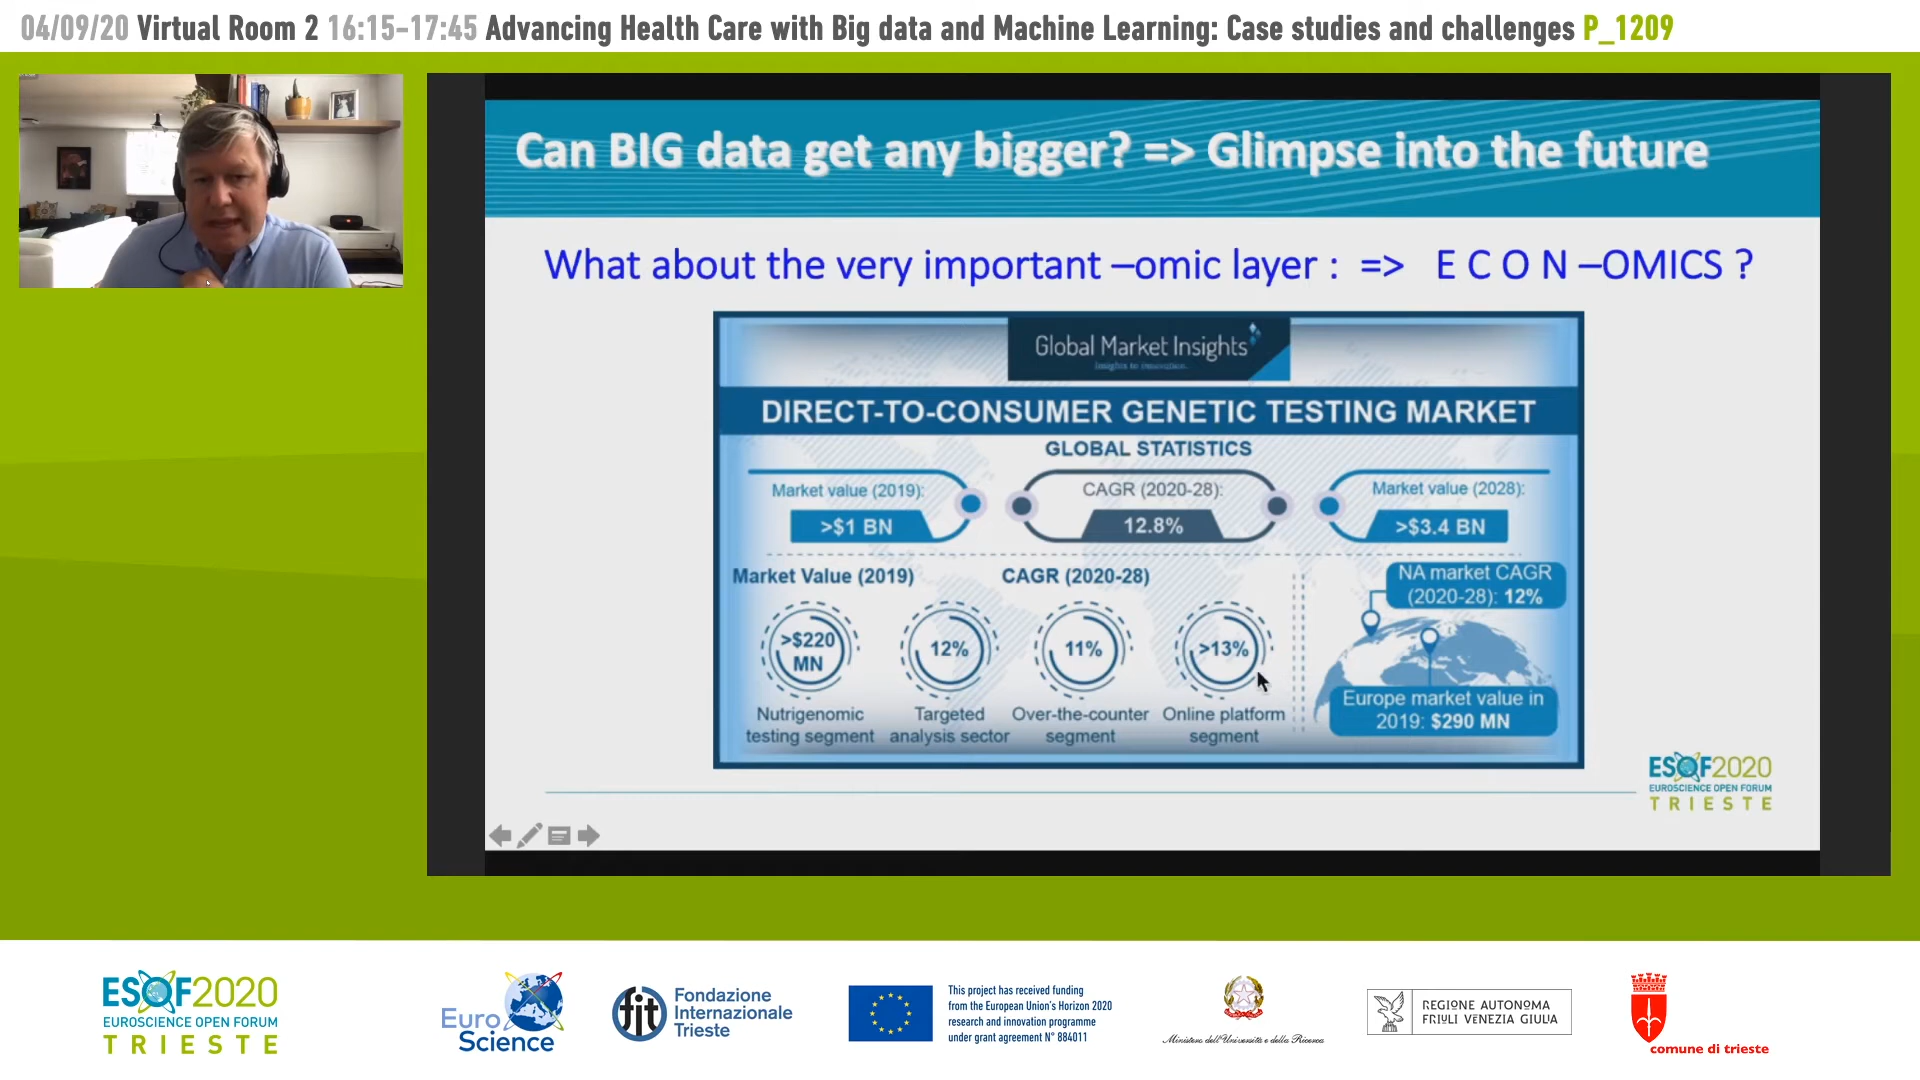 04/09/20 Virtual Room 2 16:15-17:45 Advancing Health Care with Big data and Machine Learning: Case studies and challenges P_1209
Can BIG data get any bigger? => Glimpse into the future
What about the very important –omic layer : => E C O N –OMICS ?
Global Market Insights
Insights to Innovation
DIRECT-TO-CONSUMER GENETIC TESTING MARKET
GLOBAL STATISTICS
Market value (2019):
>$1 BN
CAGR (2020-28):
12.8%
Market value (2028):
>$3.4 BN
Market Value (2019)
CAGR (2020-28)
>$220
MN
Nutrigenomic
testing segment
12%
Targeted
analysis sector
11%
Over-the-counter
segment
>13%
Online platform
segment
NA market CAGR
(2020-28): 12%
Europe market value in
2019: $290 MN
ESOF2020
EUROSCIENCE OPEN FORUM
TRIESTE
ESOF2020
EUROSCIENCE OPEN FORUM
TRIESTE
Euro
Science
fit
Fondazione
Internazionale
Trieste
This project has received funding
from the European Union's Horizon 2020
research and innovation programme
under grant agreement N° 884011
Ministero dell'Università e della Ricerca
REGIONE AUTONOMA
FRIULI VENEZIA GIULIA
comune di trieste